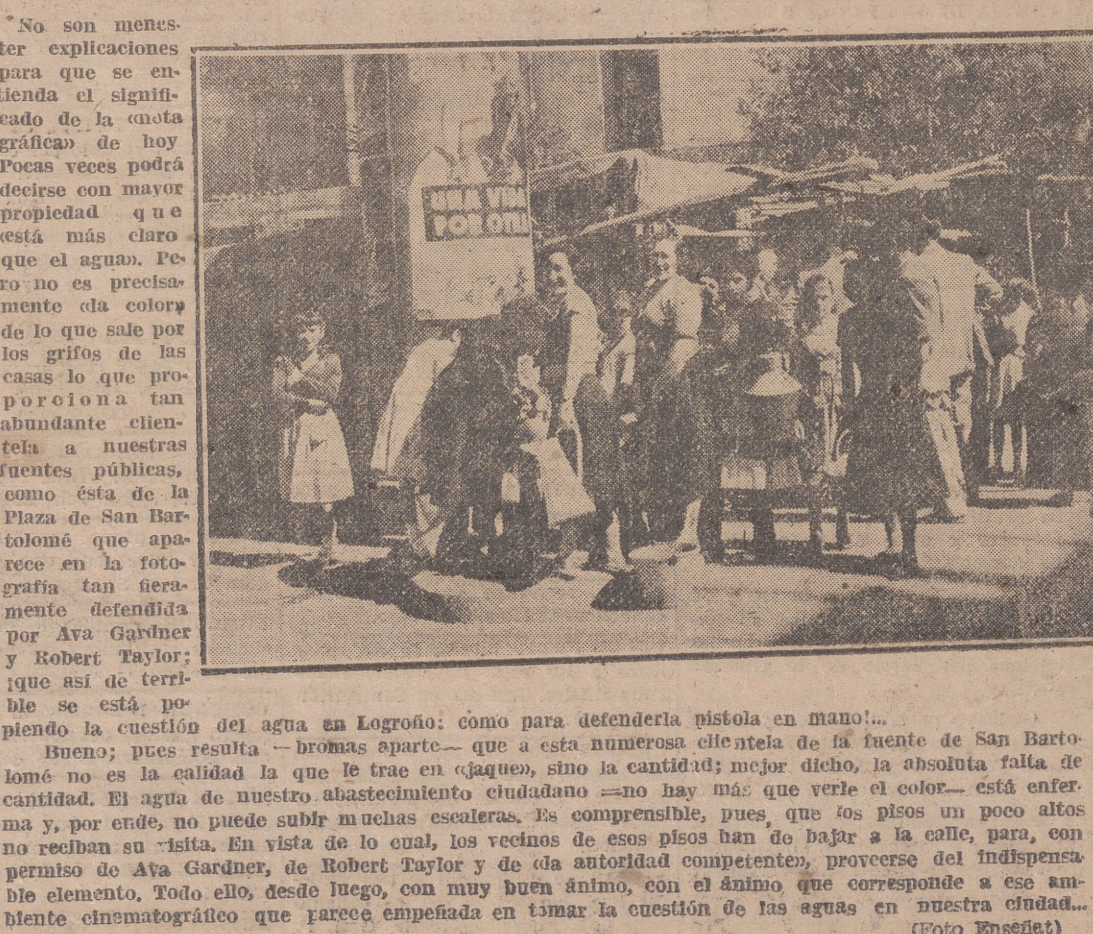 No son menes-
ter explicaciones
para que se en-
tienda el signifi-
cado de la «nota
gráfica» de hoy
Pocas veces podrá
decirse con mayor
propiedad que
«está más claro
que el agua». Pe-
ro no es precisa-
mente «la color»
de lo que sale por
los grifos de las
casas lo que pro-
porciona tan
abundante clien-
tela a nuestras
fuentes públicas,
como ésta de la
Plaza de San Bar-
tolomé que apa-
rece en la foto-
grafía tan fiera-
mente defendida
por Ava Gardner
y Robert Taylor;
¡que así de terri-
ble se está po-
piendo la cuestión del agua en Logroño: como para defenderla pistola en mano!...
Bueno; pues resulta —bromas aparte— que a esta numerosa clientela de la fuente de San Barto-
lomé no es la calidad la que le trae en «jaque», sino la cantidad; mejor dicho, la absoluta falta de
cantidad. El agua de nuestro abastecimiento ciudadano —no hay más que verle el color— está enfer-
ma y, por ende, no puede subir muchas escaleras. Es comprensible, pues, que los pisos un poco altos
no reciban su visita. En vista de lo cual, los vecinos de esos pisos han de bajar a la calle, para, con
permiso de Ava Gardner, de Robert Taylor y de «la autoridad competente», proveerse del indispensa-
ble elemento. Todo ello, desde luego, con muy buen ánimo, con el ánimo que corresponde a ese am-
biente cinematográfico que parece empeñada en tomar la cuestión de las aguas en nuestra ciudad...
(Foto Enseñat)
UNA VIDA
POR OTRA